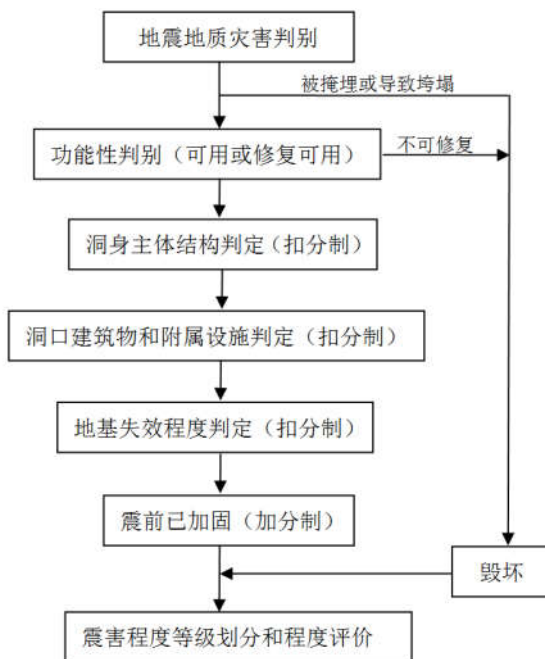 地震地质灾害判别
被掩埋或导致垮塌
功能性判别（可用或修复可用）
不可修复
洞身主体结构判定（扣分制）
洞口建筑物和附属设施判定（扣分制）
地基失效程度判定（扣分制）
震前已加固（加分制）
毁坏
震害程度等级划分和程度评价